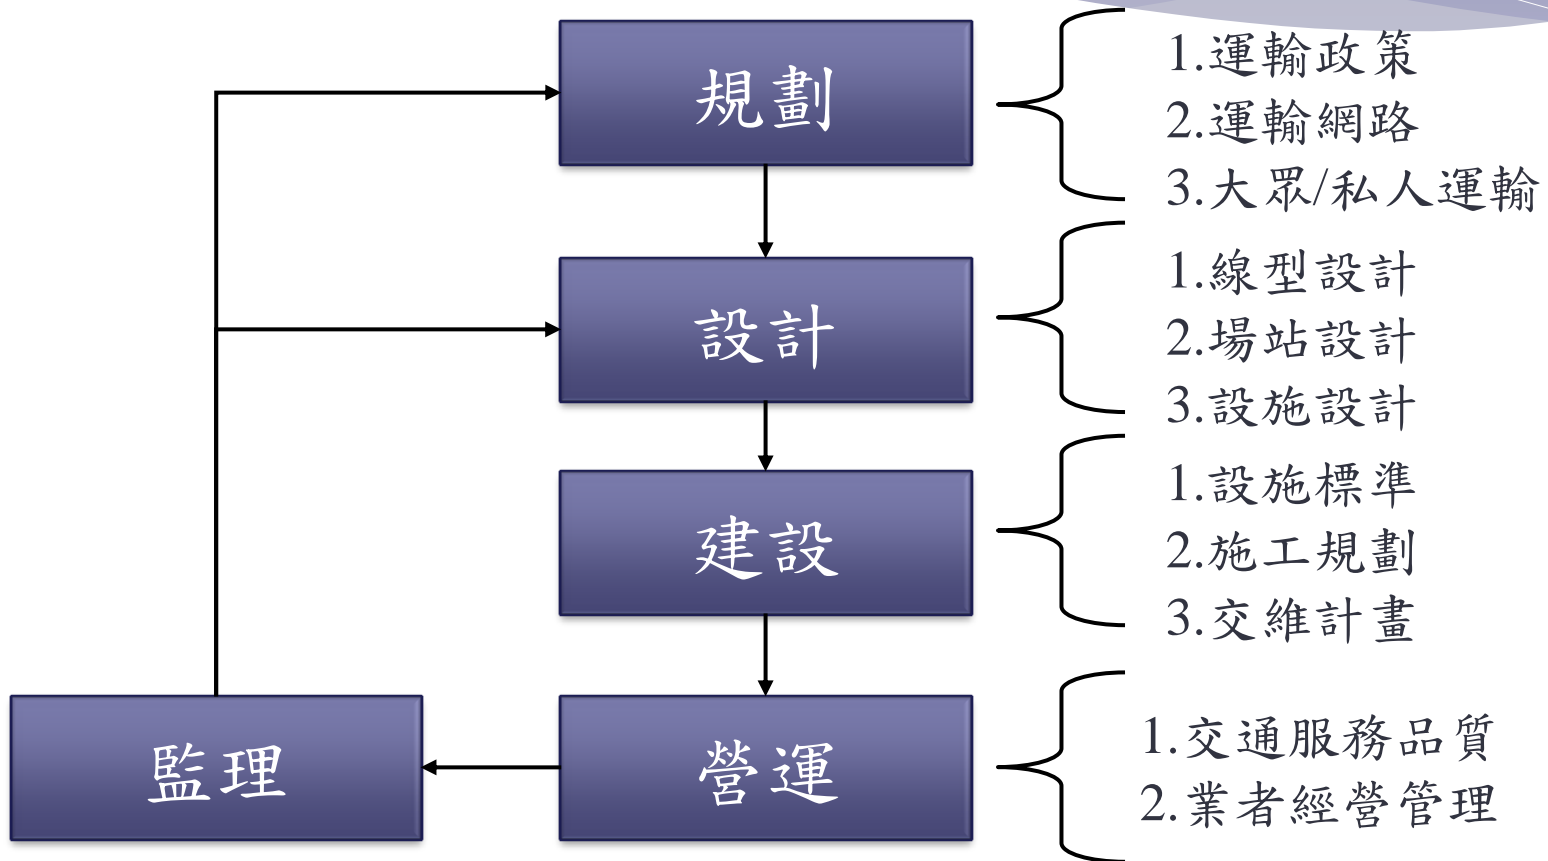 規劃
1.運輸政策
2.運輸網路
3.大眾/私人運輸
設計
1.線型設計
2.場站設計
3.設施設計
建設
1.設施標準
2.施工規劃
3.交維計畫
監理
營運
1.交通服務品質
2.業者經營管理